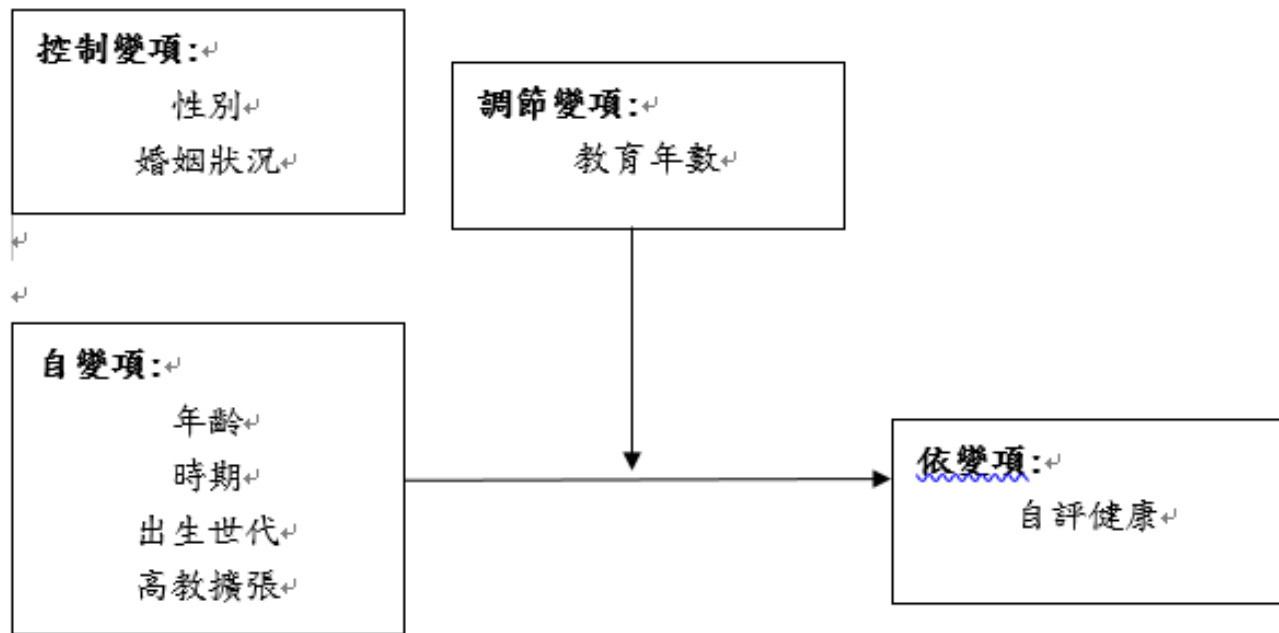 控制變項:
性別
婚姻狀況
調節變項:
教育年數
自變項:
年齡
時期
出生世代
高教擴張
依變項:
自評健康